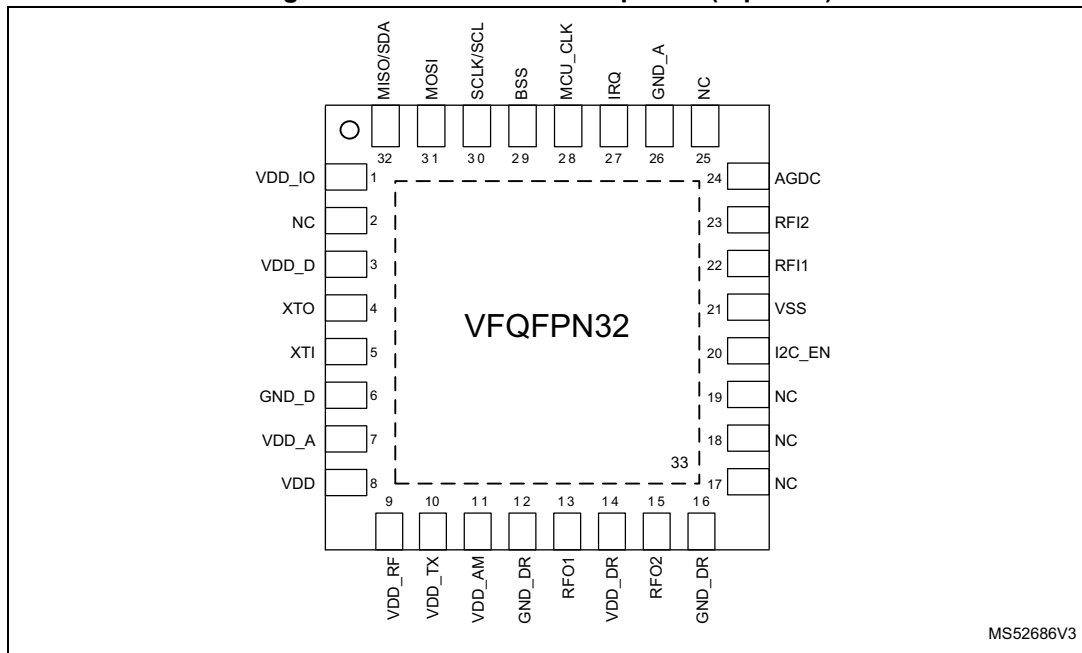 MISO/SDA
MOSI
SCLK/SCL
BSS
MCU_CLK
IRQ
GND_A
NC
32 31 30 29 28 27 26 25
VDD_IO 1
NC 2
VDD_D 3
XTO 4
XTI 5
GND_D 6
VDD_A 7
VDD 8
VFQFPN32
33
24 AGDC
23 RFI2
22 RFI1
21 VSS
20 I2C_EN
19 NC
18 NC
17 NC
9 10 11 12 13 14 15 16
VDD_RF
VDD_TX
VDD_AM
GND_DR
RFO1
VDD_DR
RFO2
GND_DR
MS52686V3